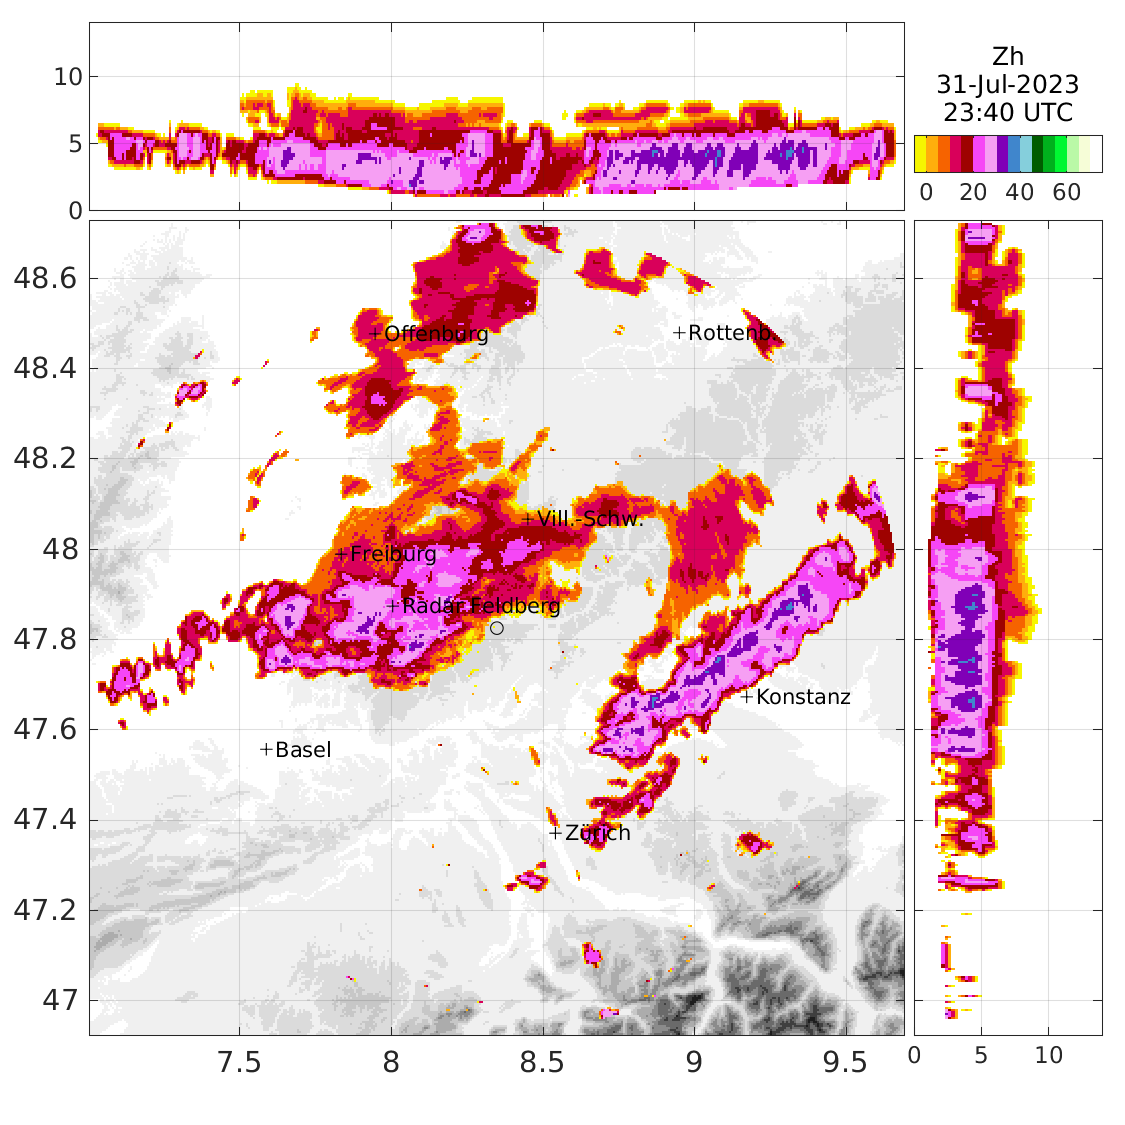 10
5
0
Zh
31-Jul-2023
23:40 UTC
0 20 40 60
48.6
48.4
48.2
48
47.8
47.6
47.4
47.2
47
Offenburg
Rottenb.
Vill.-Schw.
Freiburg
Radar Feldberg
Konstanz
Basel
Zürich
7.5 8 8.5 9 9.5
0 5 10